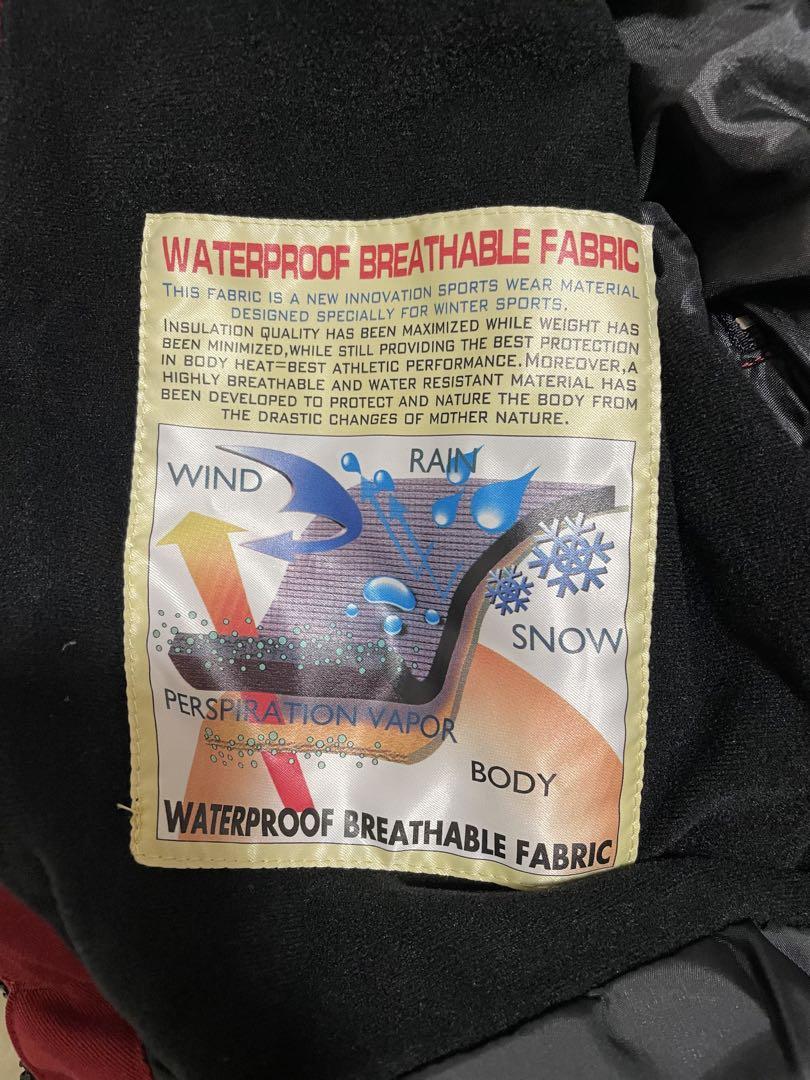 WATERPROOF BREATHABLE FABRIC
THIS FABRIC IS A NEW INNOVATION SPORTS WEAR MATERIAL
DESIGNED SPECIALLY FOR WINTER SPORTS.
INSULATION QUALITY HAS BEEN MAXIMIZED WHILE WEIGHT HAS
BEEN MINIMIZED,WHILE STILL PROVIDING THE BEST PROTECTION
IN BODY HEAT=BEST ATHLETIC PERFORMANCE.MOREOVER,A
HIGHLY BREATHABLE AND WATER RESISTANT MATERIAL HAS
BEEN DEVELOPED TO PROTECT AND NATURE THE BODY FROM
THE DRASTIC CHANGES OF MOTHER NATURE.
WIND
RAIN
SNOW
PERSPIRATION VAPOR
BODY
WATERPROOF BREATHABLE FABRIC